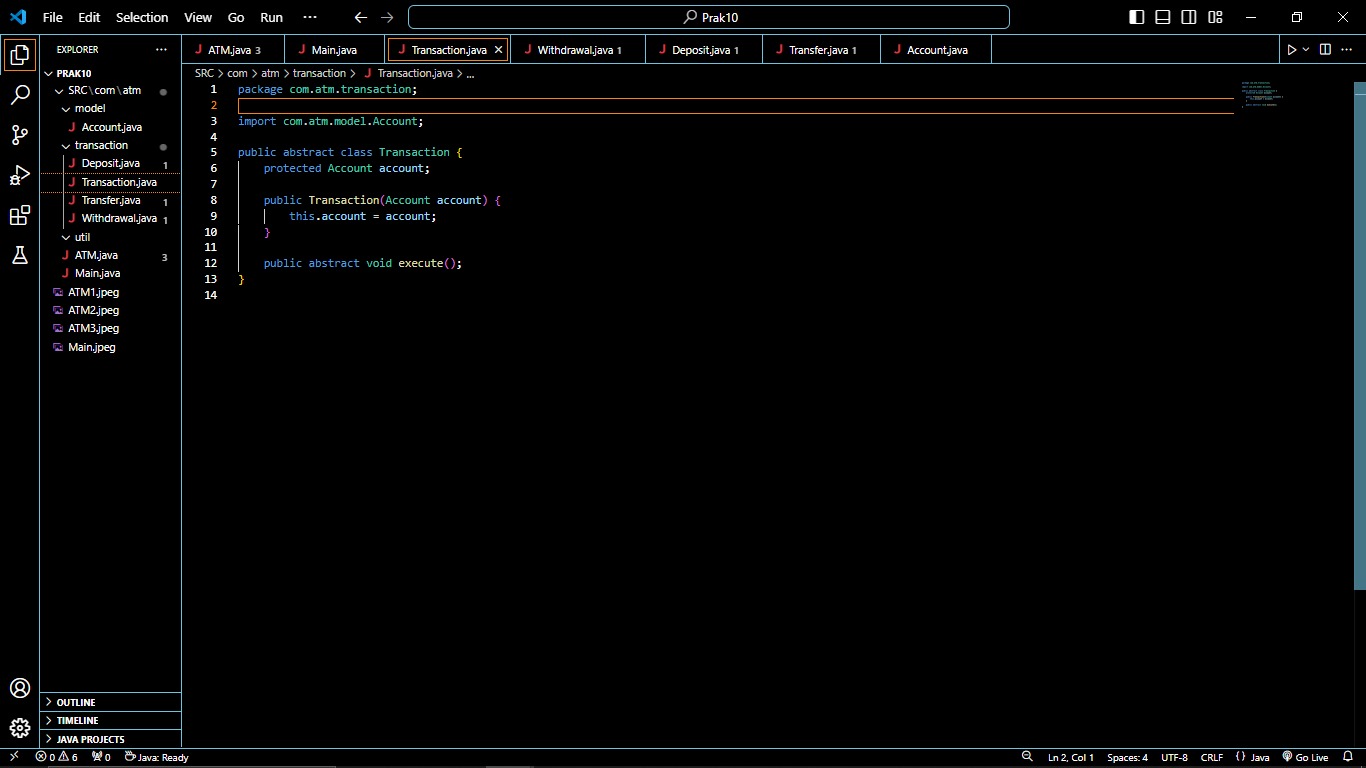 File Edit Selection View Go Run ··· Prak10
EXPLORER ···
PRAK10
SRC\com\atm
model
Account.java
transaction
Deposit.java 1
Transaction.java
Transfer.java 1
Withdrawal.java 1
util
ATM.java 3
Main.java
ATM1.jpeg
ATM2.jpeg
ATM3.jpeg
Main.jpeg
OUTLINE
TIMELINE
JAVA PROJECTS
ATM.java 3 Main.java Transaction.java Withdrawal.java 1 Deposit.java 1 Transfer.java 1 Account.java
SRC > com > atm > transaction > Transaction.java > ...
1 package com.atm.transaction;
2
3 import com.atm.model.Account;
4
5 public abstract class Transaction {
6 protected Account account;
7
8 public Transaction(Account account) {
9 this.account = account;
10 }
11
12 public abstract void execute();
13 }
14
0 6 0 Java: Ready Ln 2, Col 1 Spaces: 4 UTF-8 CRLF {} Java Go Live